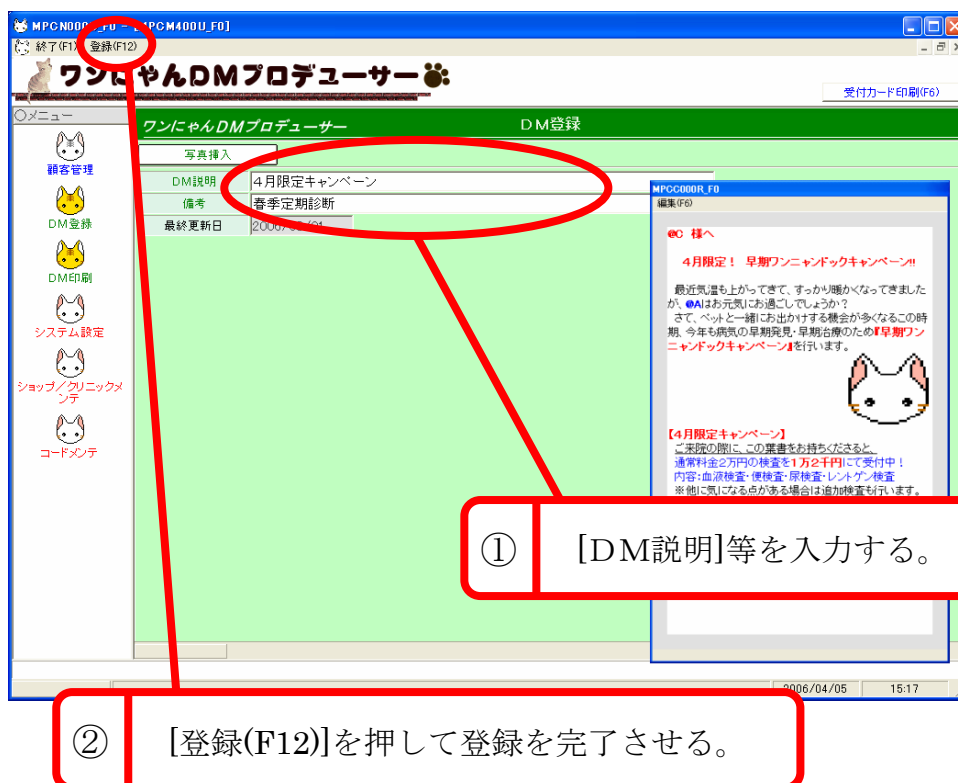 [MPCM400U_F0]
終了(F1) 登録(F12)
ワンにゃんDMプロデューサー
受付カード印刷(F6)
○メニュー
顧客管理
DM登録
DM印刷
システム設定
ショップ/クリニックメンテ
コードメンテ
ワンにゃんDMプロデューサー
DM登録
写真挿入
DM説明 4月限定キャンペーン
備考 春季定期診断
最終更新日
MPCC000R_F0
編集(F6)
@C 様へ
4月限定! 早期ワンニャンドックキャンペーン!!
最近気温も上がってきて、すっかり暖かくなってきました
が、@Aはお元気にお過ごしでしょうか?
さて、ペットと一緒にお出かけする機会が多くなるこの時
期、今年も病気の早期発見・早期治療のため『早期ワン
ニャンドックキャンペーン』を行います。
【4月限定キャンペーン】
ご来院の際に、この葉書をお持ちくださると、
通常料金2万円の検査を1万2千円にて受付中!
内容:血液検査・便検査・尿検査・レントゲン検査
※他に気になる点がある場合は追加検査も行います。
① [DM説明]等を入力する。
2006/04/05 15:17
② [登録(F12)]を押して登録を完了させる。